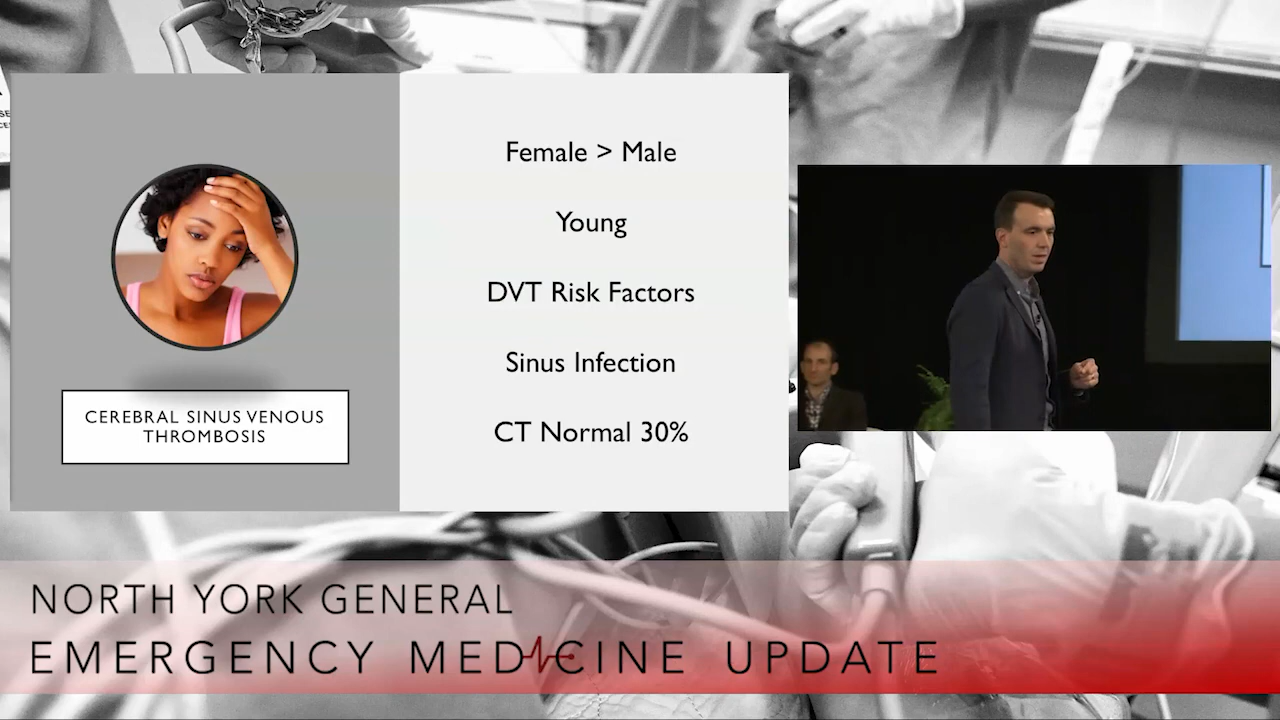 CEREBRAL SINUS VENOUS
THROMBOSIS
Female > Male
Young
DVT Risk Factors
Sinus Infection
CT Normal 30%
NORTH YORK GENERAL
EMERGENCY MEDICINE UPDATE